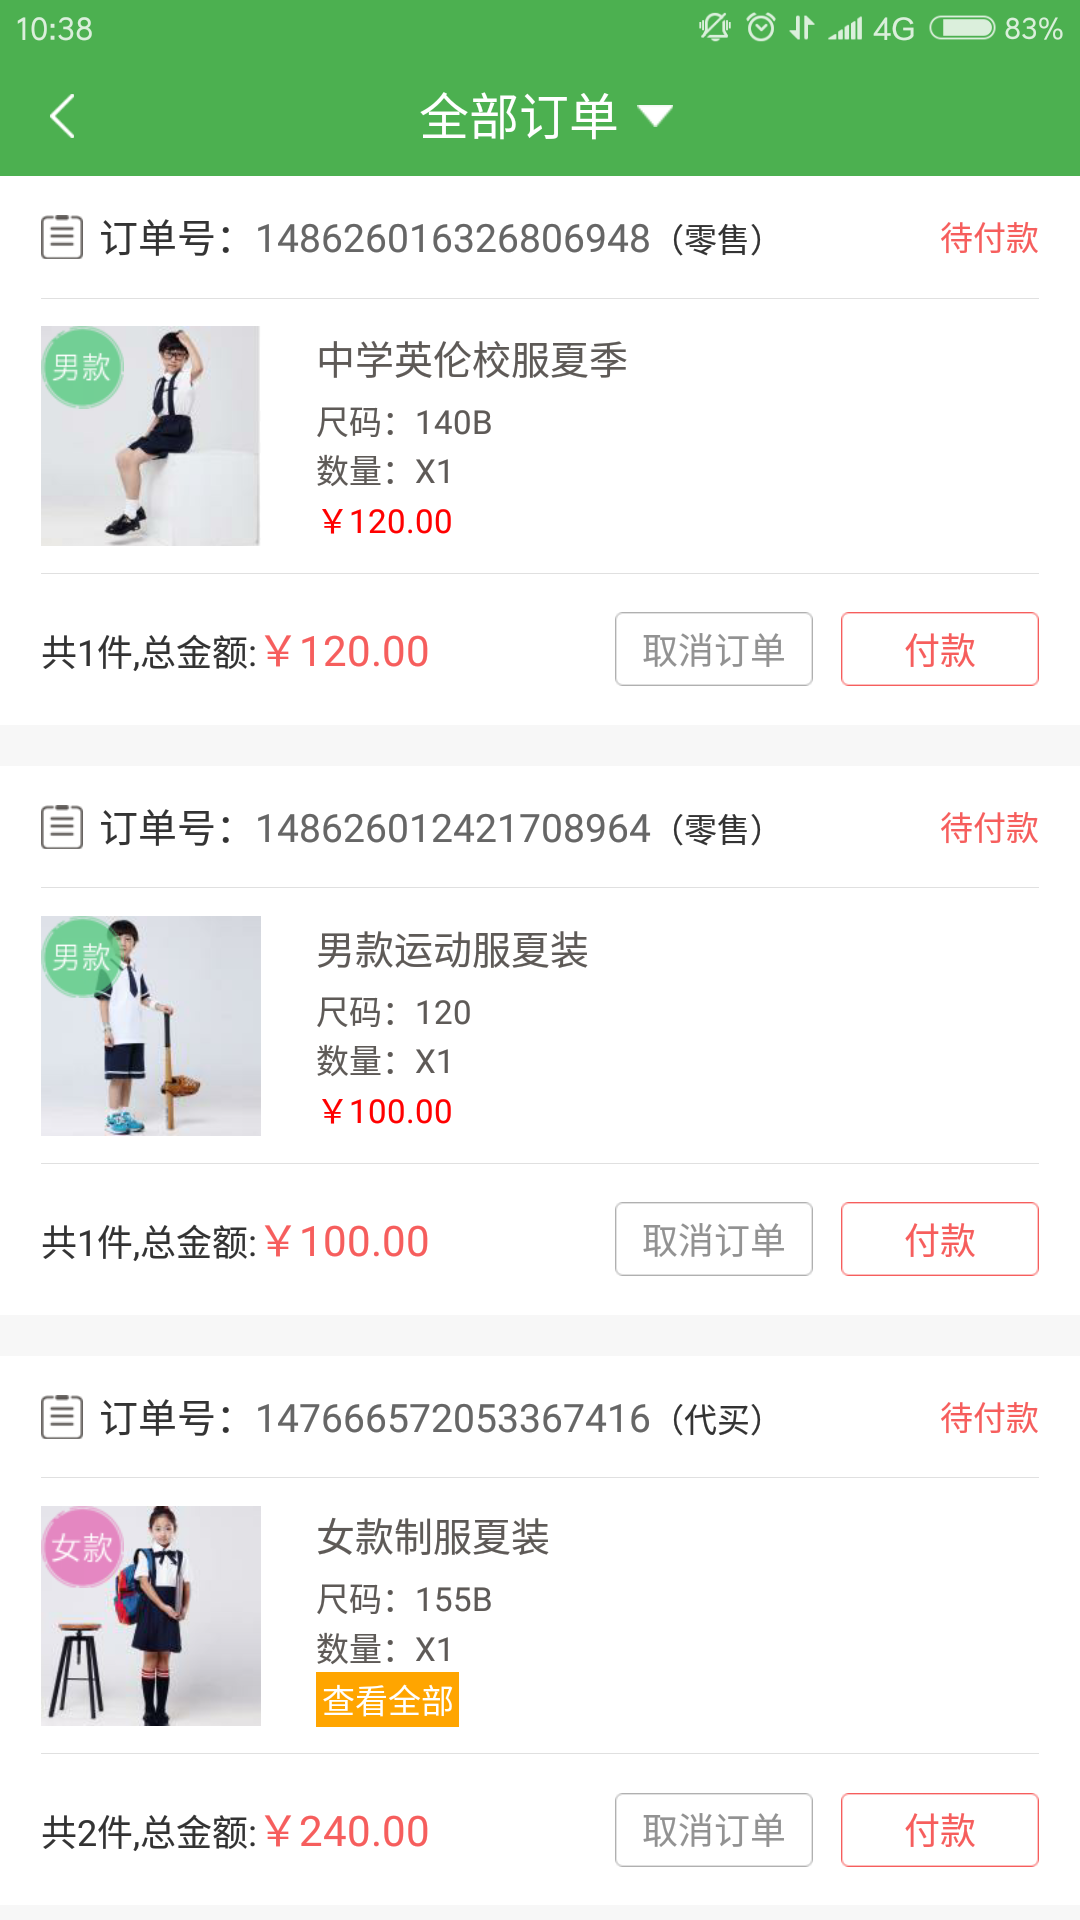 10:38 4G 83%
全部订单
订单号：148626016326806948（零售） 待付款
男款
中学英伦校服夏季
尺码：140B
数量：X1
￥120.00
共1件,总金额:￥120.00 取消订单 付款
订单号：148626012421708964（零售） 待付款
男款
男款运动服夏装
尺码：120
数量：X1
￥100.00
共1件,总金额:￥100.00 取消订单 付款
订单号：147666572053367416（代买） 待付款
女款
女款制服夏装
尺码：155B
数量：X1
查看全部
共2件,总金额:￥240.00 取消订单 付款